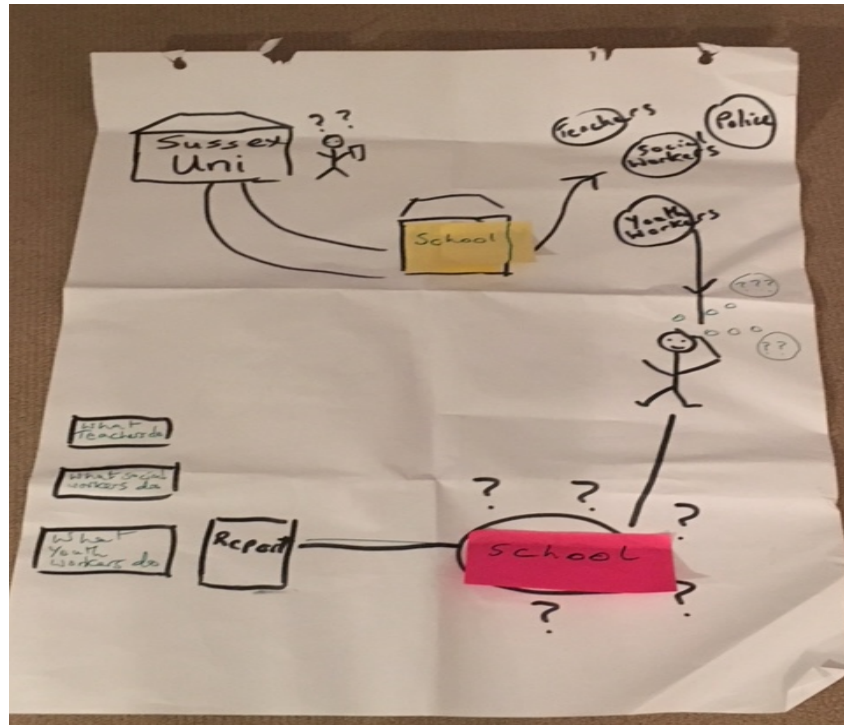 ? ?
Sussex
Uni
Teachers
Police
Social
Workers
School
Youth
Workers
???
??
What
Teachers do
What social
workers do
What
Youth
workers do
Report
School
? ? ?
? ?